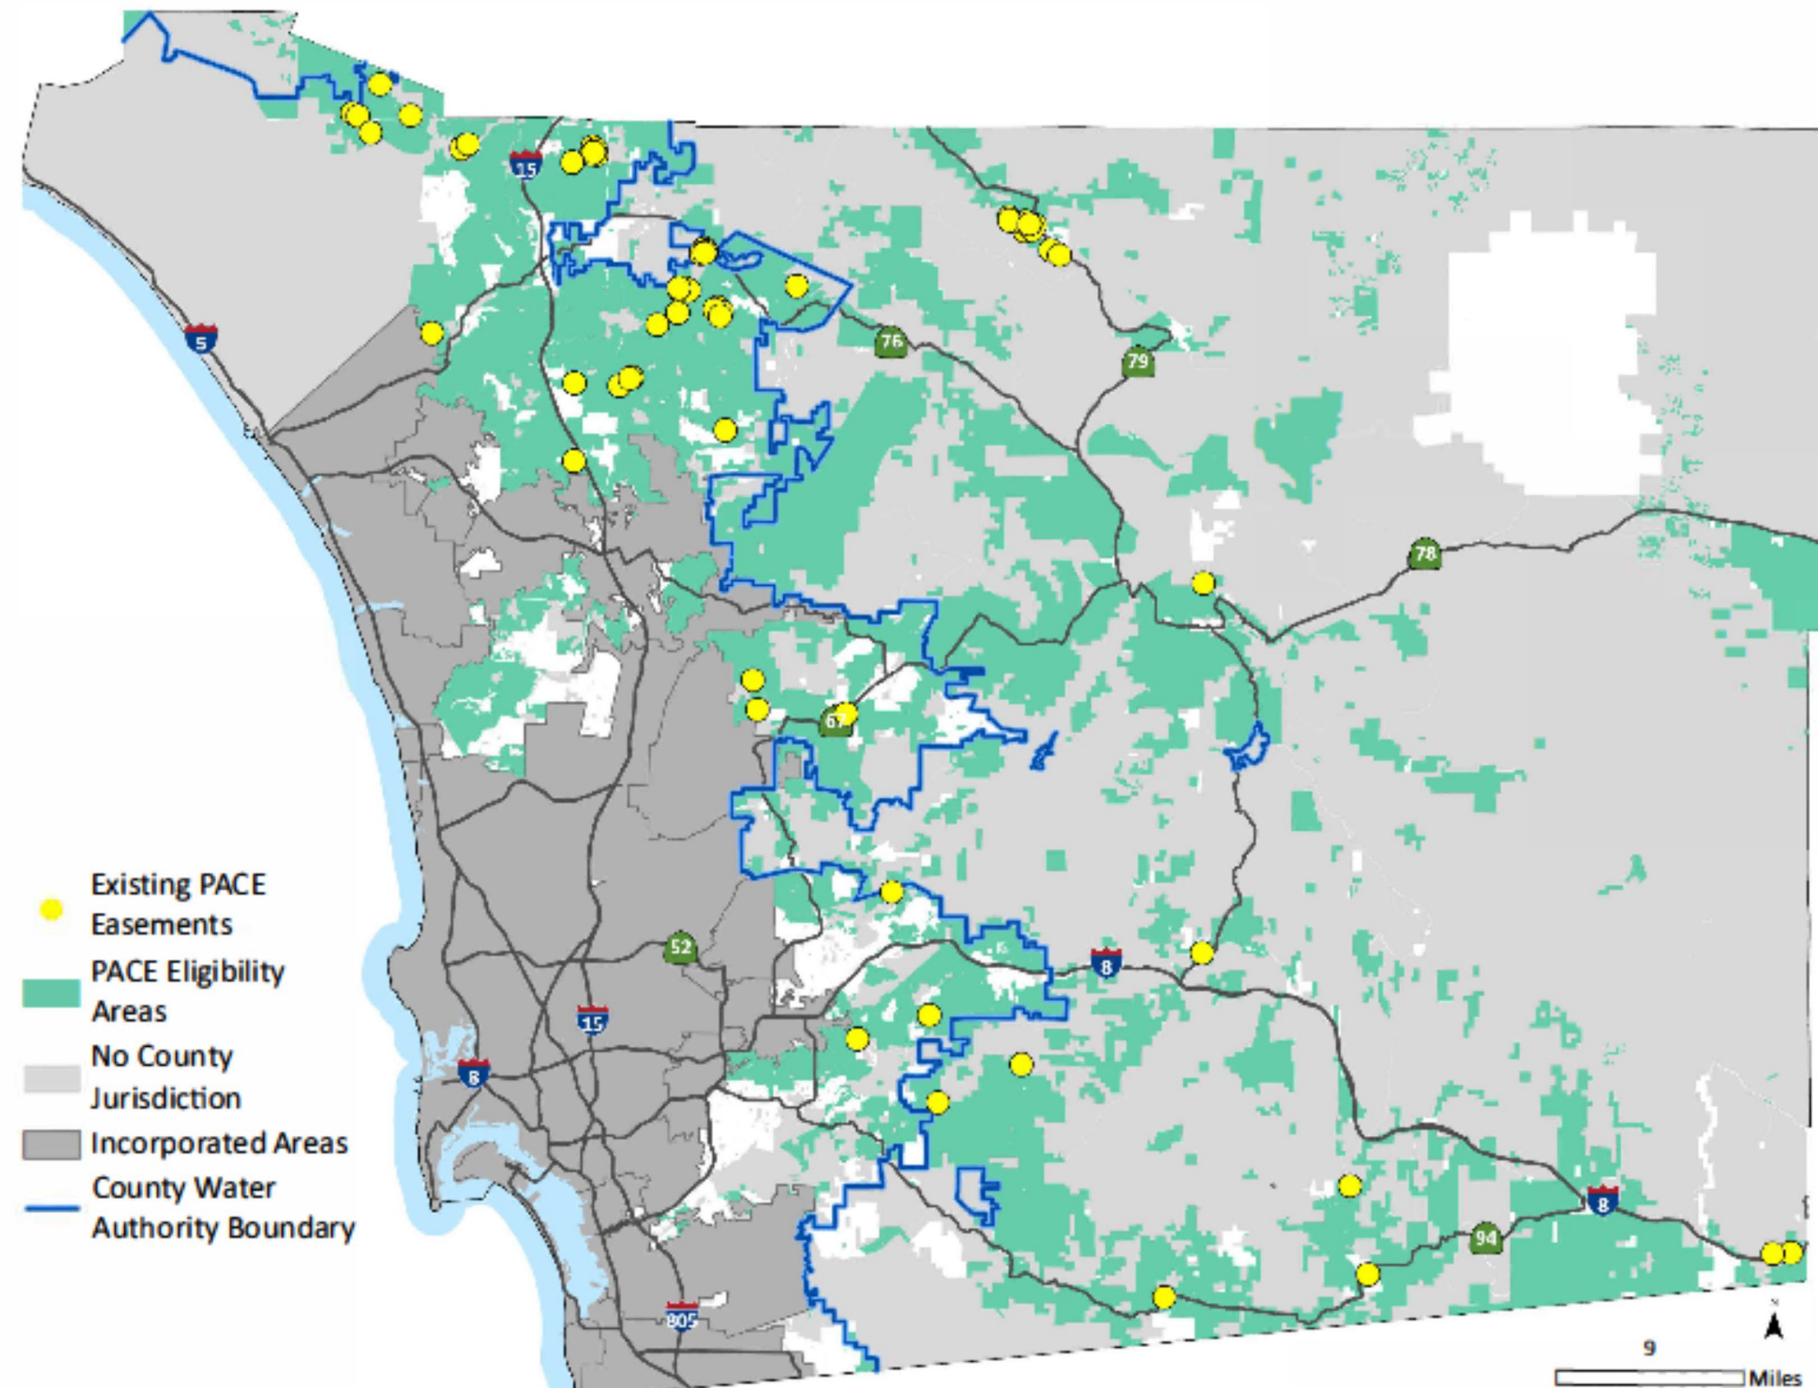 15
5
76
79
78
67
52
8
15
8
8
94
805
Existing PACE
Easements
PACE Eligibility
Areas
No County
Jurisdiction
Incorporated Areas
County Water
Authority Boundary
9
Miles